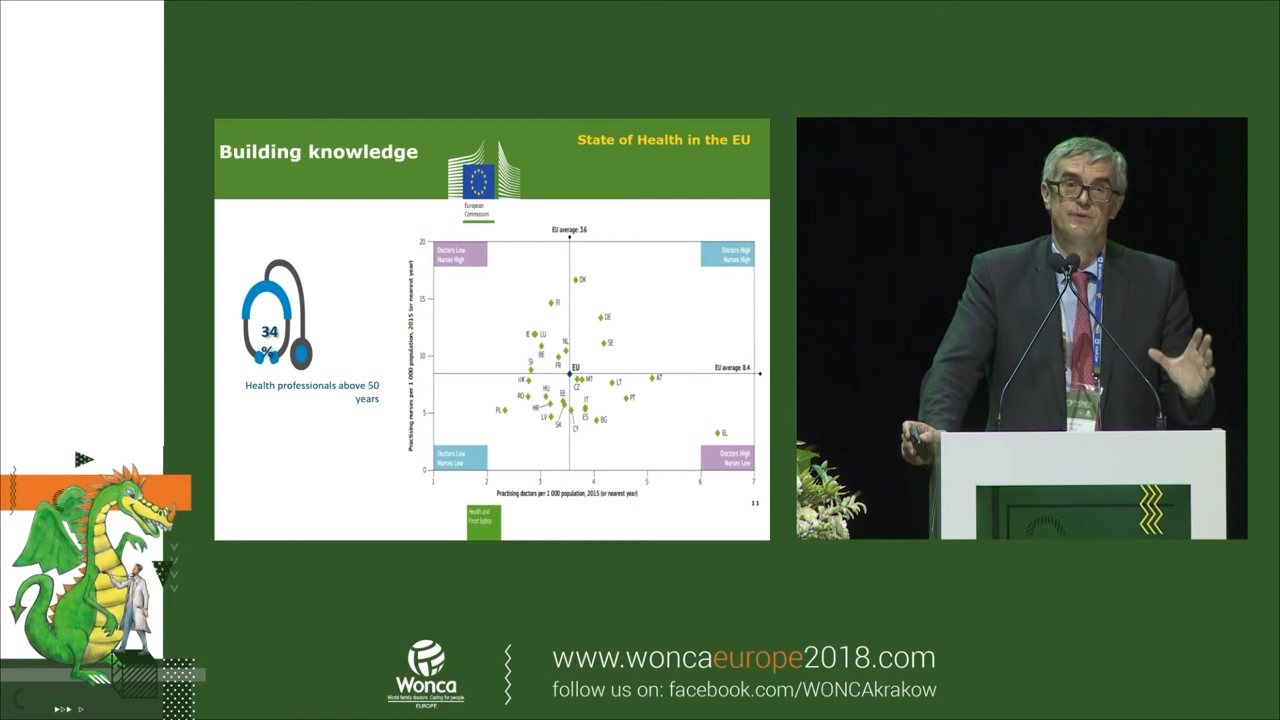 Building knowledge
State of Health in the EU
European
Commission
34
%
Health professionals above 50
years
EU average: 3.6
Practising nurses per 1 000 population, 2015 (or nearest year)
20
15
10
5
0
Doctors Low
Nurses High
Doctors High
Nurses High
DK
FI
DE
IE
LU
SE
NL
BE
FR
SI
EU
EU average: 8.4
UK
CZ
MT
LT
AT
HU
RO
EE
IT
PT
HR
PL
LV
ES
BG
SK
CY
EL
Doctors Low
Nurses Low
Doctors High
Nurses Low
1
2
3
4
5
6
7
Practising doctors per 1 000 population, 2015 (or nearest year)
11
Health and
Food Safety
Wonca
World family doctors. Caring for people.
EUROPE
www.woncaeurope2018.com
follow us on: facebook.com/WONCAkrakow